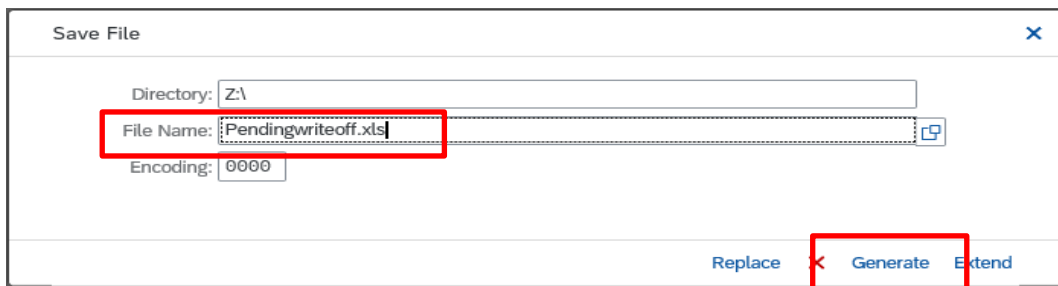 Save File
Directory: Z:\
File Name: Pendingwriteoff.xls
Encoding: 0000
Replace Generate Extend